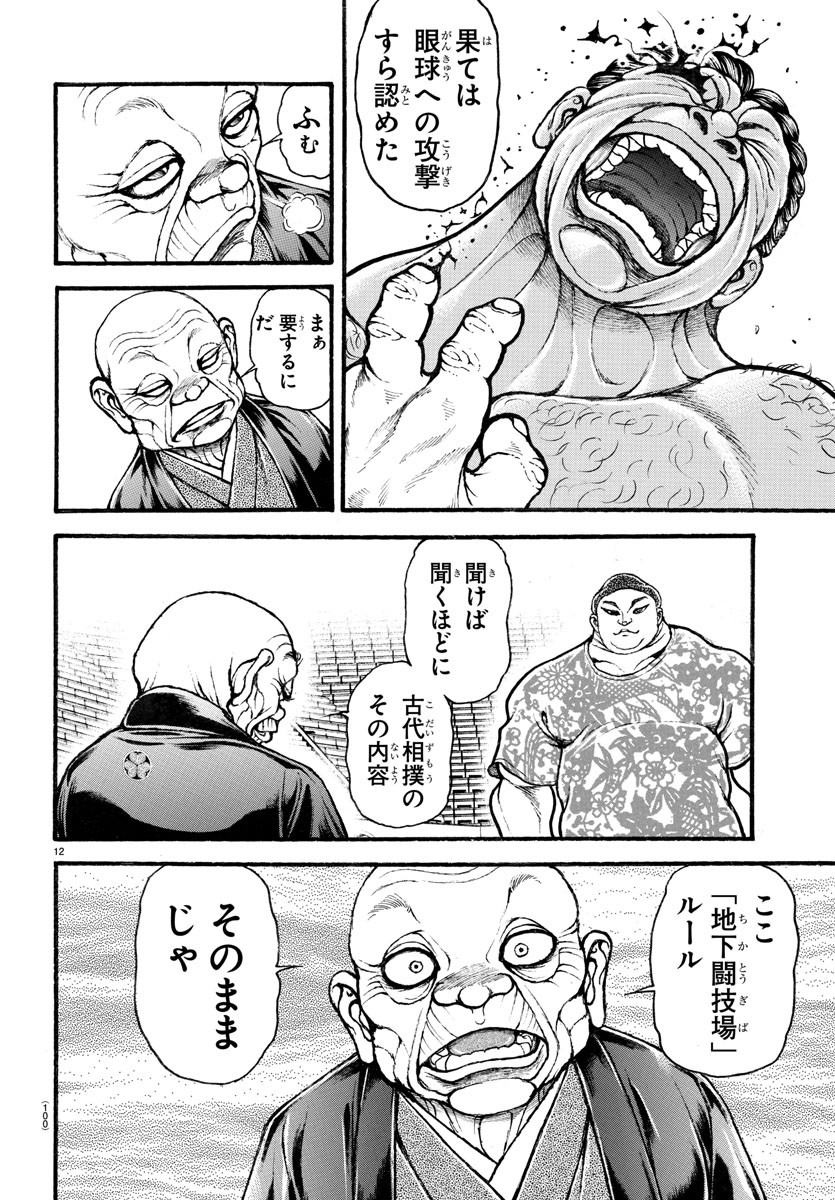 果ては
眼球への攻撃
すら認めた
ふむ
まぁ
要するに
だ
聞けば
聞くほどに
古代相撲の
その内容
12
ここ
「地下闘技場」
ルール
そのまま
じゃ
(100)